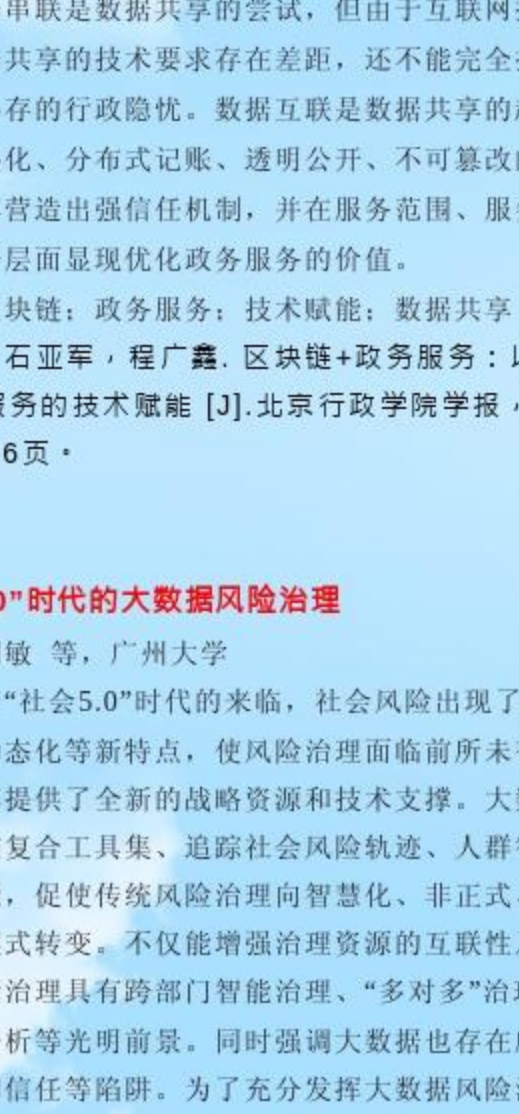 串联是数据共享的尝试，但由于互联网
共享的技术要求存在差距，还不能完全
存的行政隐忧。数据互联是数据共享的
化、分布式记账、透明公开、不可篡改
营造出强信任机制，并在服务范围、服
层面显现优化政务服务的价值。
块链；政务服务；技术赋能；数据共享
石亚军，程广鑫. 区块链+政务服务：以
服务的技术赋能 [J].北京行政学院学报，
6页。
0”时代的大数据风险治理
敏 等，广州大学
“社会5.0”时代的来临，社会风险出现了
态化等新特点，使风险治理面临前所未
提供了全新的战略资源和技术支撑。大
复合工具集、追踪社会风险轨迹、人群
，促使传统风险治理向智慧化、非正式
式转变。不仅能增强治理资源的互联性
治理具有跨部门智能治理、“多对多”治
析等光明前景。同时强调大数据也存在
信任等陷阱。为了充分发挥大数据风险